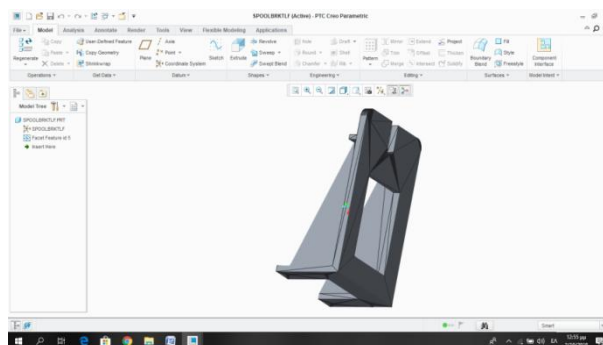 SPOOLBRKTLF (Active) - PTC Creo Parametric
File Model Analysis Annotate Render Tools View Flexible Modeling Applications
Regenerate
Copy
Paste
Delete
User-Defined Feature
Copy Geometry
Shrinkwrap
Plane
Axis
Point
Coordinate System
Sketch
Extrude
Revolve
Sweep
Swept Blend
Hole
Round
Chamfer
Draft
Shell
Rib
Pattern
Mirror
Trim
Merge
Extend
Offset
Intersect
Project
Thicken
Solidify
Boundary Blend
Fill
Style
Freestyle
Component Interface
Operations Get Data Datum Shapes Engineering Editing Surfaces Model Intent
Model Tree
SPOOLBRKTLF.PRT
SPOOLBRKTLF
Facet Feature id 5
Insert Here
Smart